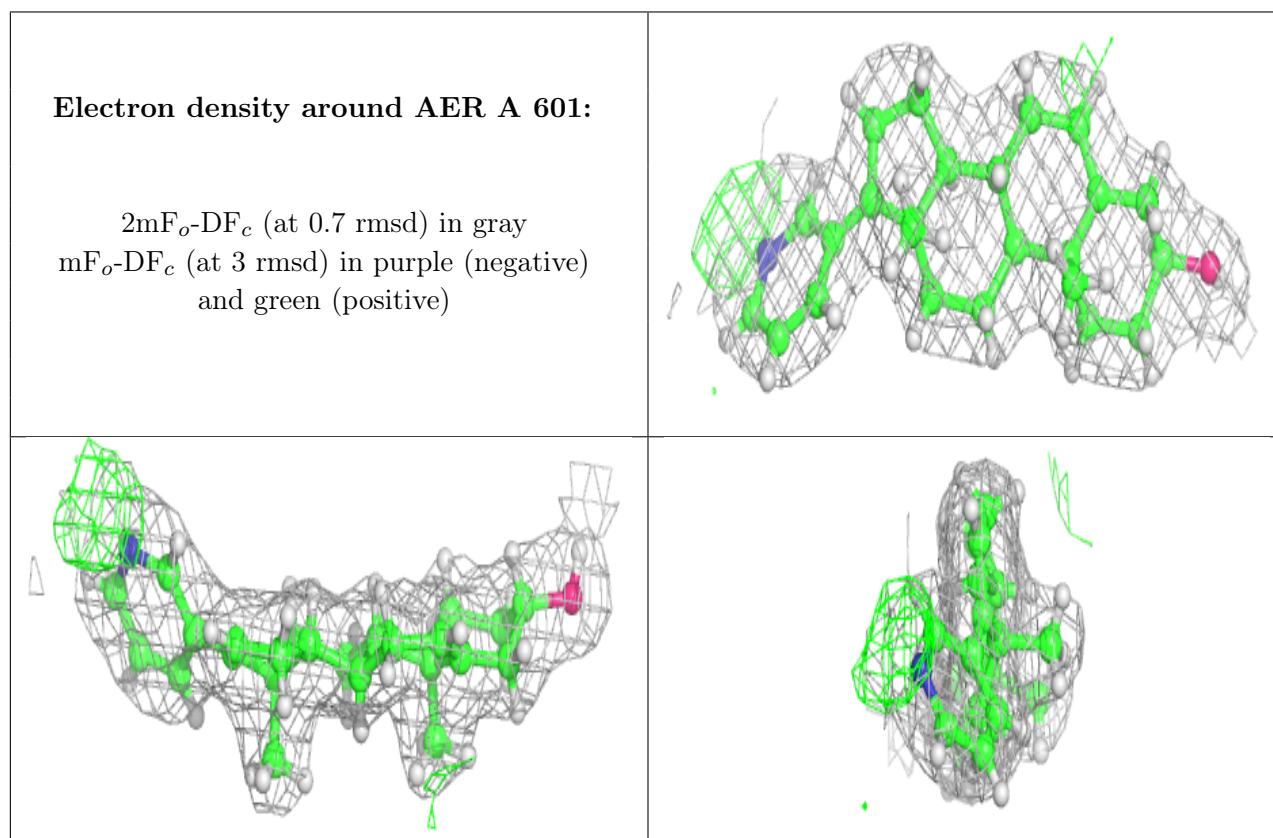 Electron density around AER A 601:
2mFo-DFc (at 0.7 rmsd) in gray
mFo-DFc (at 3 rmsd) in purple (negative)
and green (positive)